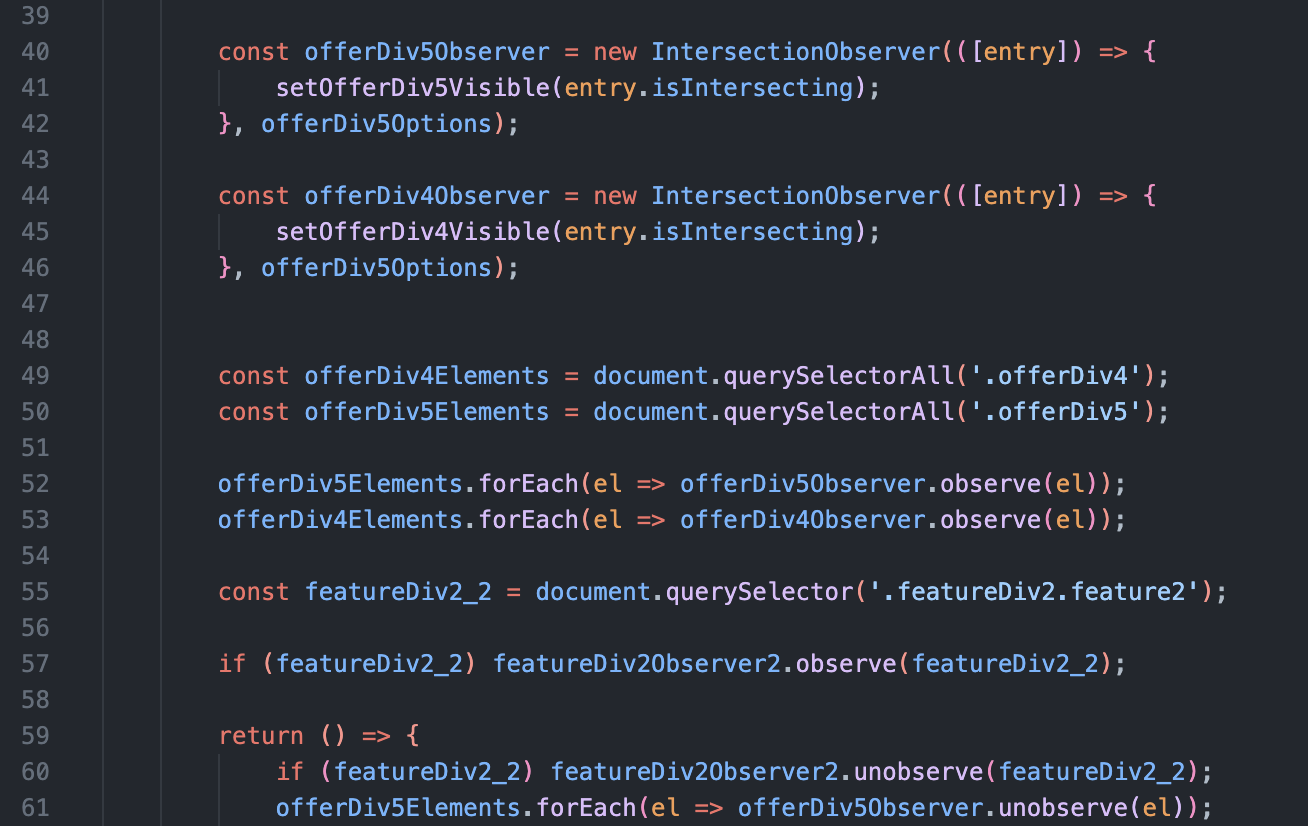 39
40 const offerDiv5Observer = new IntersectionObserver(([entry]) => {
41 setOfferDiv5Visible(entry.isIntersecting);
42 }, offerDiv5Options);
43
44 const offerDiv4Observer = new IntersectionObserver(([entry]) => {
45 setOfferDiv4Visible(entry.isIntersecting);
46 }, offerDiv5Options);
47
48
49 const offerDiv4Elements = document.querySelectorAll('.offerDiv4');
50 const offerDiv5Elements = document.querySelectorAll('.offerDiv5');
51
52 offerDiv5Elements.forEach(el => offerDiv5Observer.observe(el));
53 offerDiv4Elements.forEach(el => offerDiv4Observer.observe(el));
54
55 const featureDiv2_2 = document.querySelector('.featureDiv2.feature2');
56
57 if (featureDiv2_2) featureDiv2Observer2.observe(featureDiv2_2);
58
59 return () => {
60 if (featureDiv2_2) featureDiv2Observer2.unobserve(featureDiv2_2);
61 offerDiv5Elements.forEach(el => offerDiv5Observer.unobserve(el));